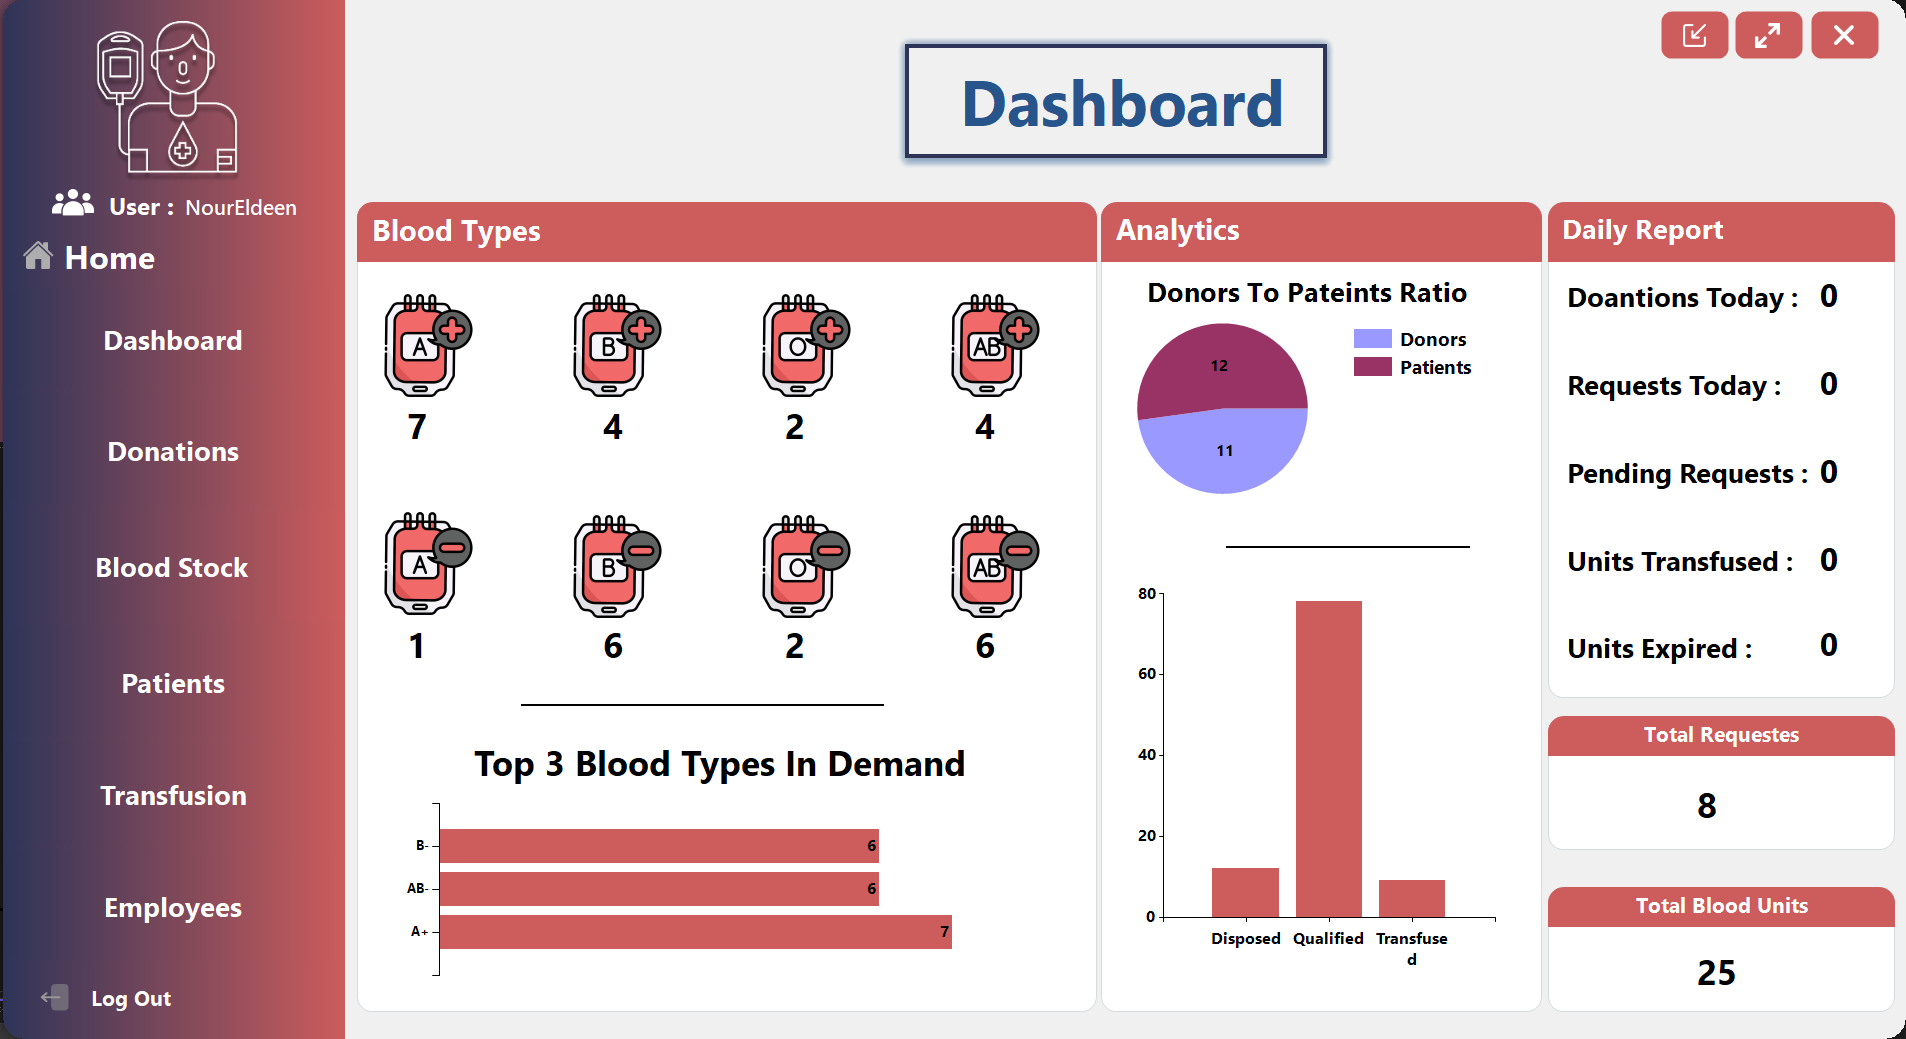 User : NourEldeen
Home
Dashboard
Donations
Blood Stock
Patients
Transfusion
Employees
Log Out
Dashboard
Blood Types
A B O AB
7 4 2 4
A B O AB
1 6 2 6
Top 3 Blood Types In Demand
B- 6
AB- 6
A+ 7
Analytics
Donors To Pateints Ratio
12
11
Donors
Patients
80
60
40
20
0
Disposed Qualified Transfuse
d
Daily Report
Doantions Today : 0
Requests Today : 0
Pending Requests : 0
Units Transfused : 0
Units Expired : 0
Total Requestes
8
Total Blood Units
25